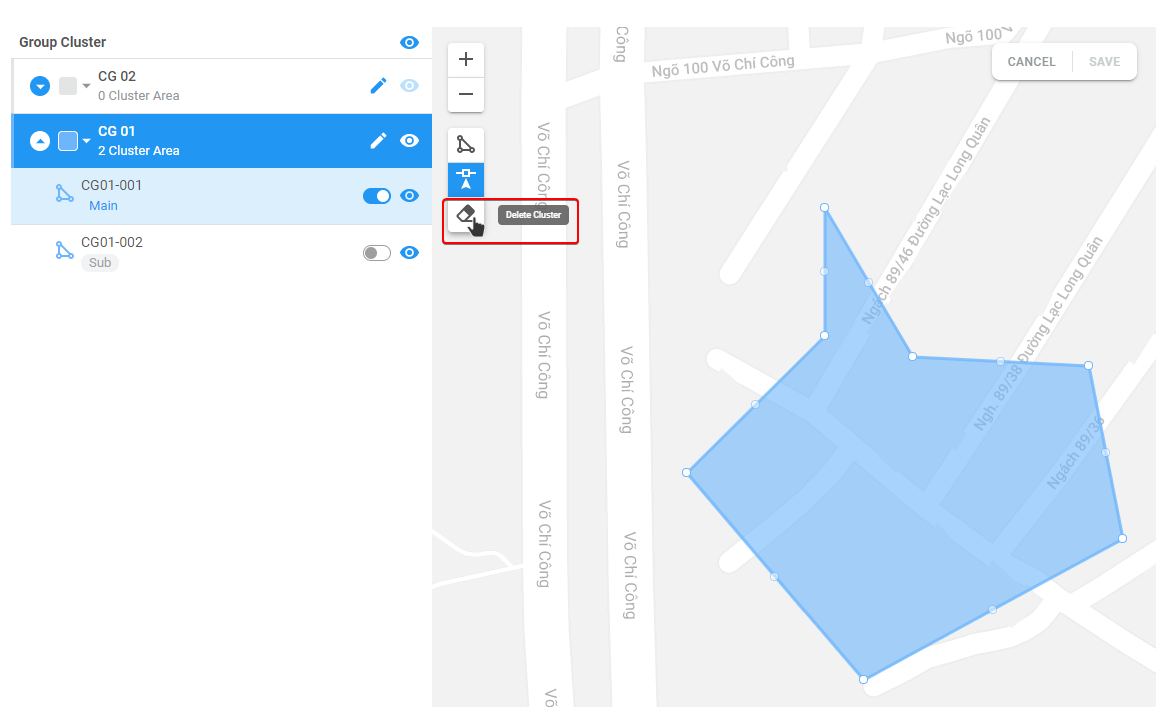 Group Cluster
CG 02
0 Cluster Area
CG 01
2 Cluster Area
CG01-001
Main
CG01-002
Sub
Delete Cluster
CANCEL
SAVE
Công
Ngõ 100 Võ Chí Công
Ngõ 100 V
Võ Chí Công
Võ Chí Công
Võ Chí Công
Võ Chí Công
Võ Chí Công
Võ Chí Công
Võ
Ngách 89/46 Đường Lạc Long Quân
Ngh. 89/38 Đường Lạc Long Quân
Ngách 89/36